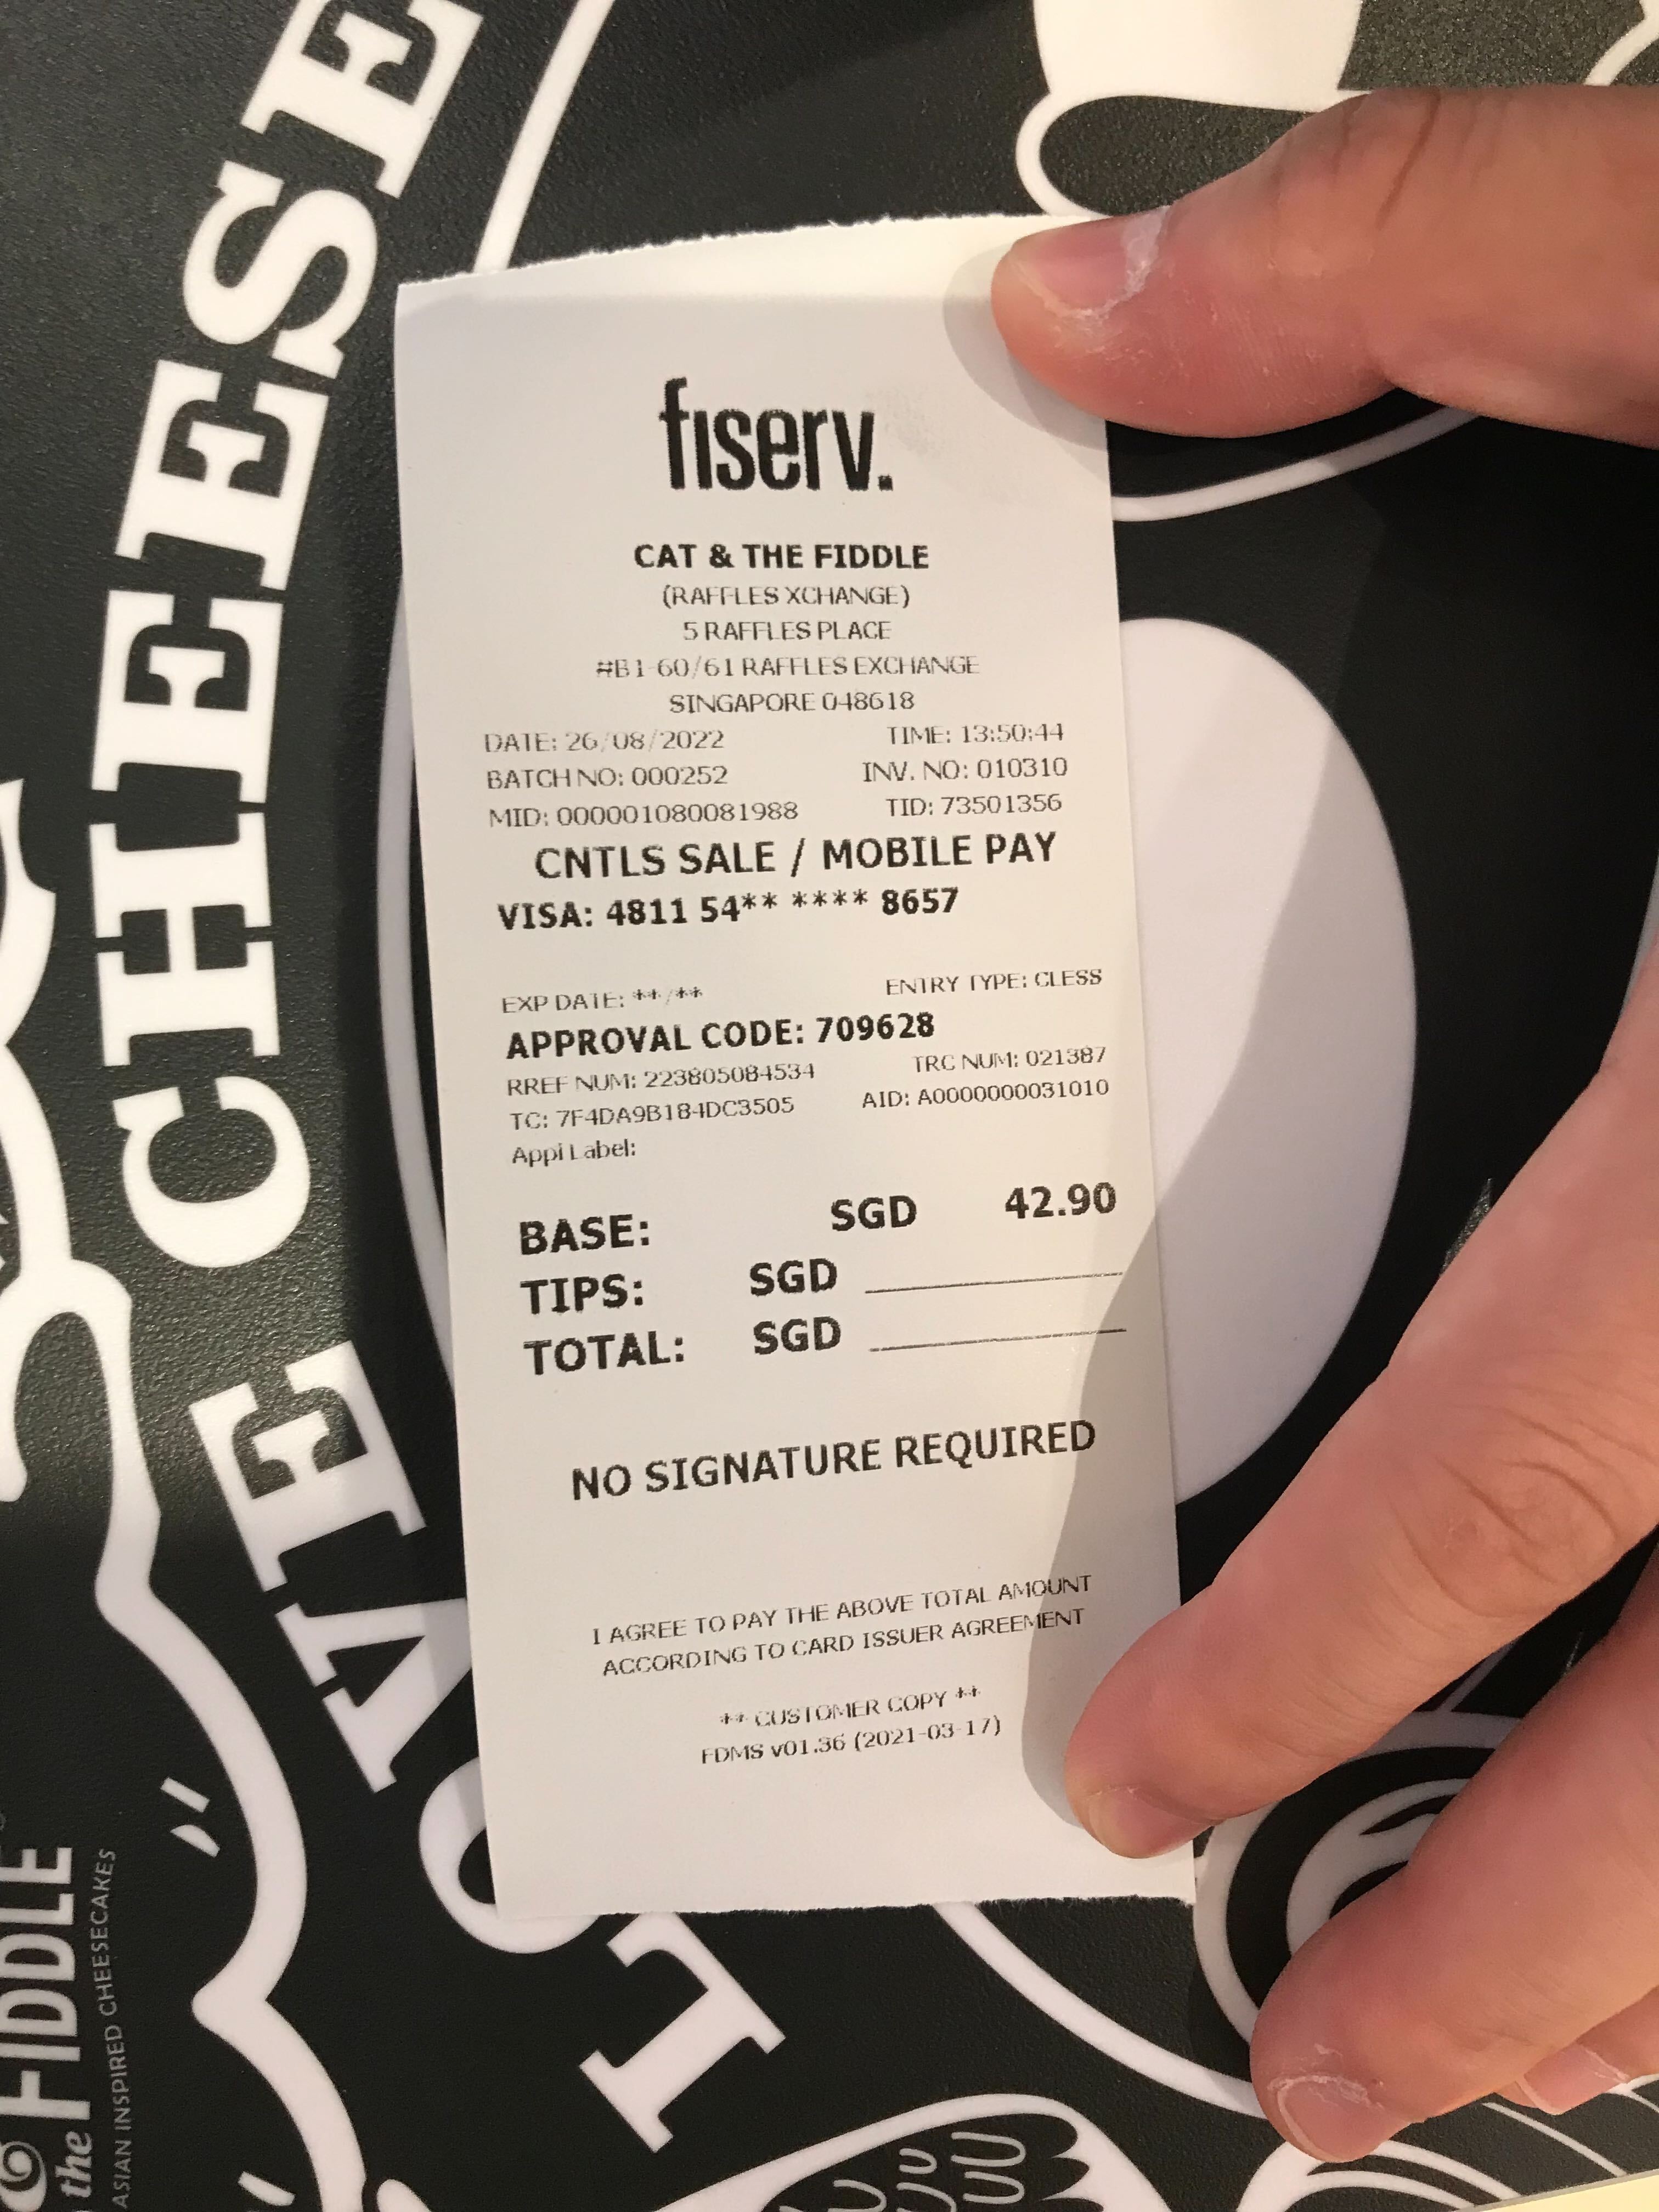 fiserv.
CAT & THE FIDDLE
(RAFFLES XCHANGE)
5 RAFFLES PLACE
#B1-60/61 RAFFLES EXCHANGE
SINGAPORE 048618
DATE: 26/08/2022 TIME: 13:50:44
BATCH NO: 000252 INV. NO: 010310
MID: 000001080081988 TID: 73501356
CNTLS SALE / MOBILE PAY
VISA: 4811 54** **** 8657
EXP DATE: **/** ENTRY TYPE: CLESS
APPROVAL CODE: 709628
RREF NUM: 223805084534 TRC NUM: 021387
TC: 7F4DA9B184DC3505 AID: A0000000031010
Appl Label:
BASE: SGD 42.90
TIPS: SGD
TOTAL: SGD
NO SIGNATURE REQUIRED
I AGREE TO PAY THE ABOVE TOTAL AMOUNT
ACCORDING TO CARD ISSUER AGREEMENT
** CUSTOMER COPY **
FDMS v01.36 (2021-03-17)
LOVE CHEESE
& the FIDDLE
ASIAN INSPIRED CHEESECAKES